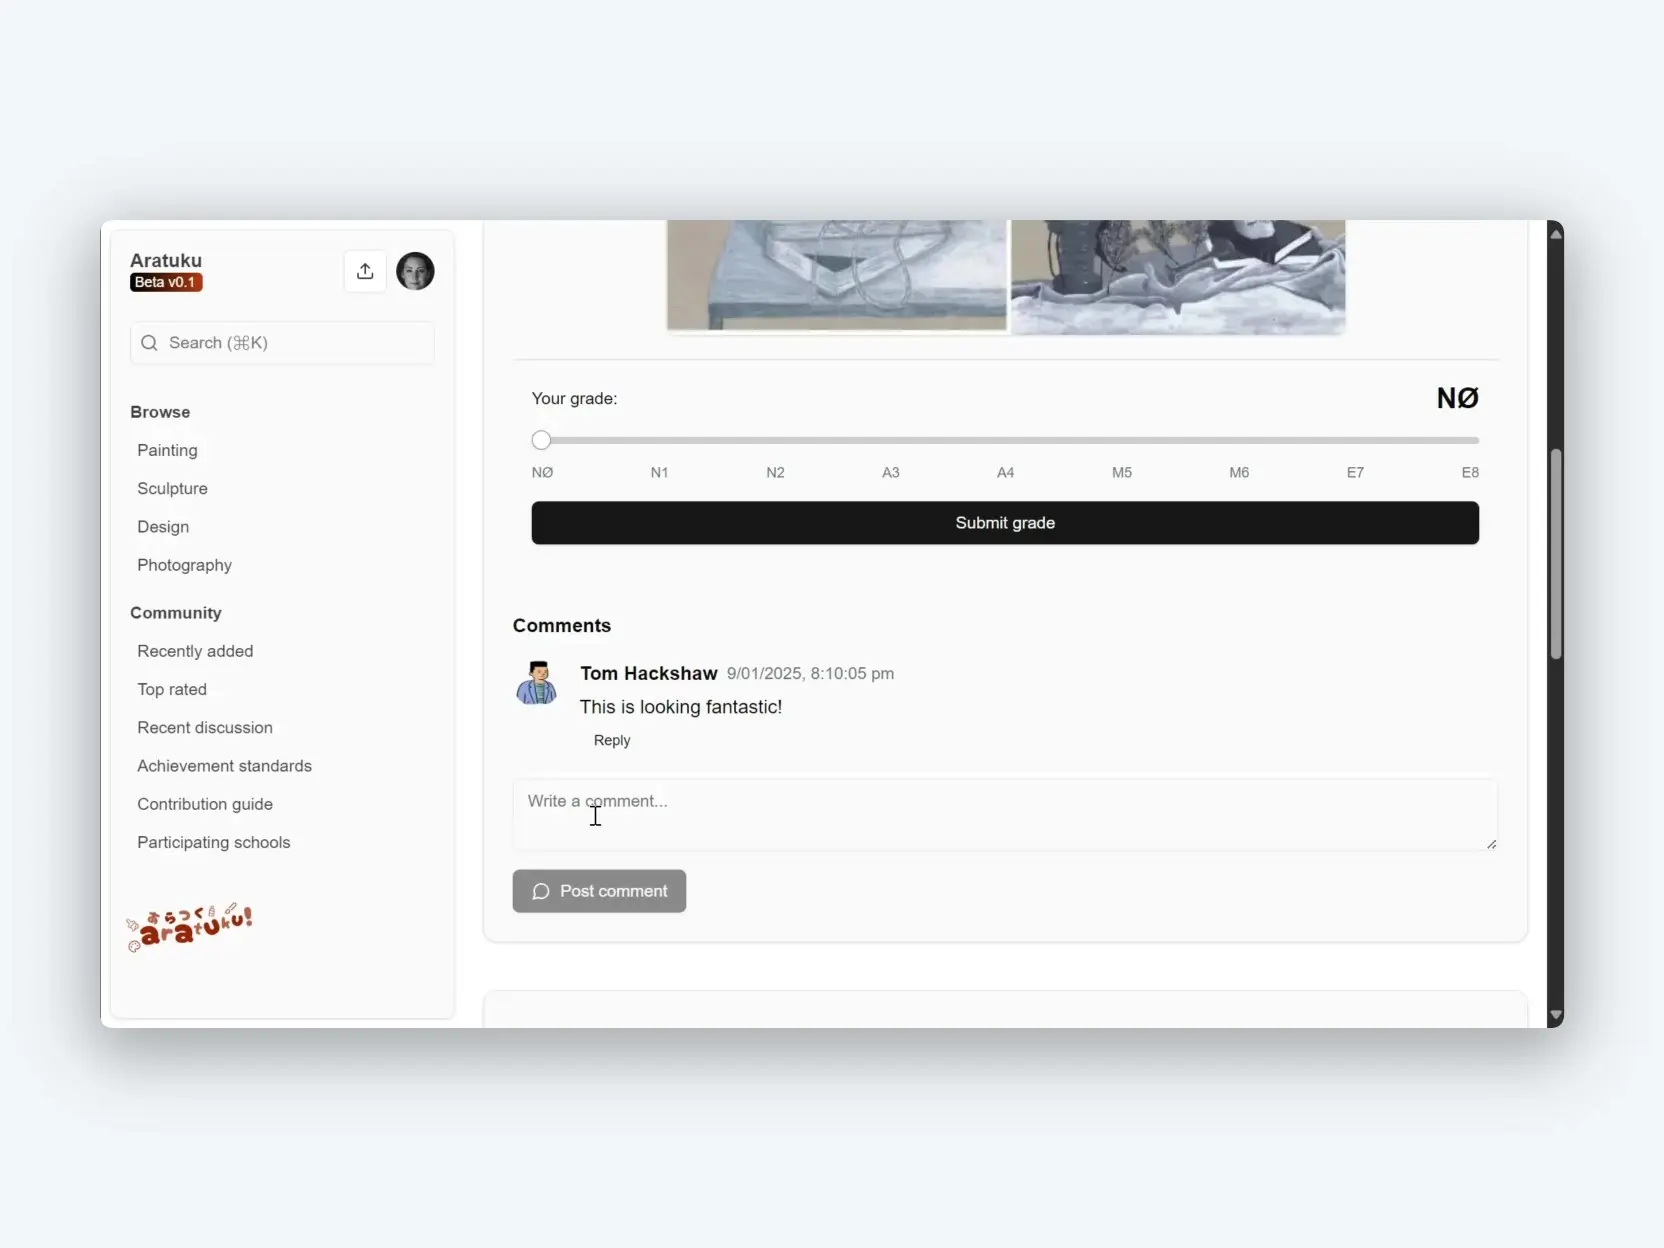 Aratuku
Beta v0.1
Search (⌘K)
Browse
Painting
Sculpture
Design
Photography
Community
Recently added
Top rated
Recent discussion
Achievement standards
Contribution guide
Participating schools
あらつく
aratuku!
Your grade:
NØ
NØ N1 N2 A3 A4 M5 M6 E7 E8
Submit grade
Comments
Tom Hackshaw 9/01/2025, 8:10:05 pm
This is looking fantastic!
Reply
Write a comment...
Post comment